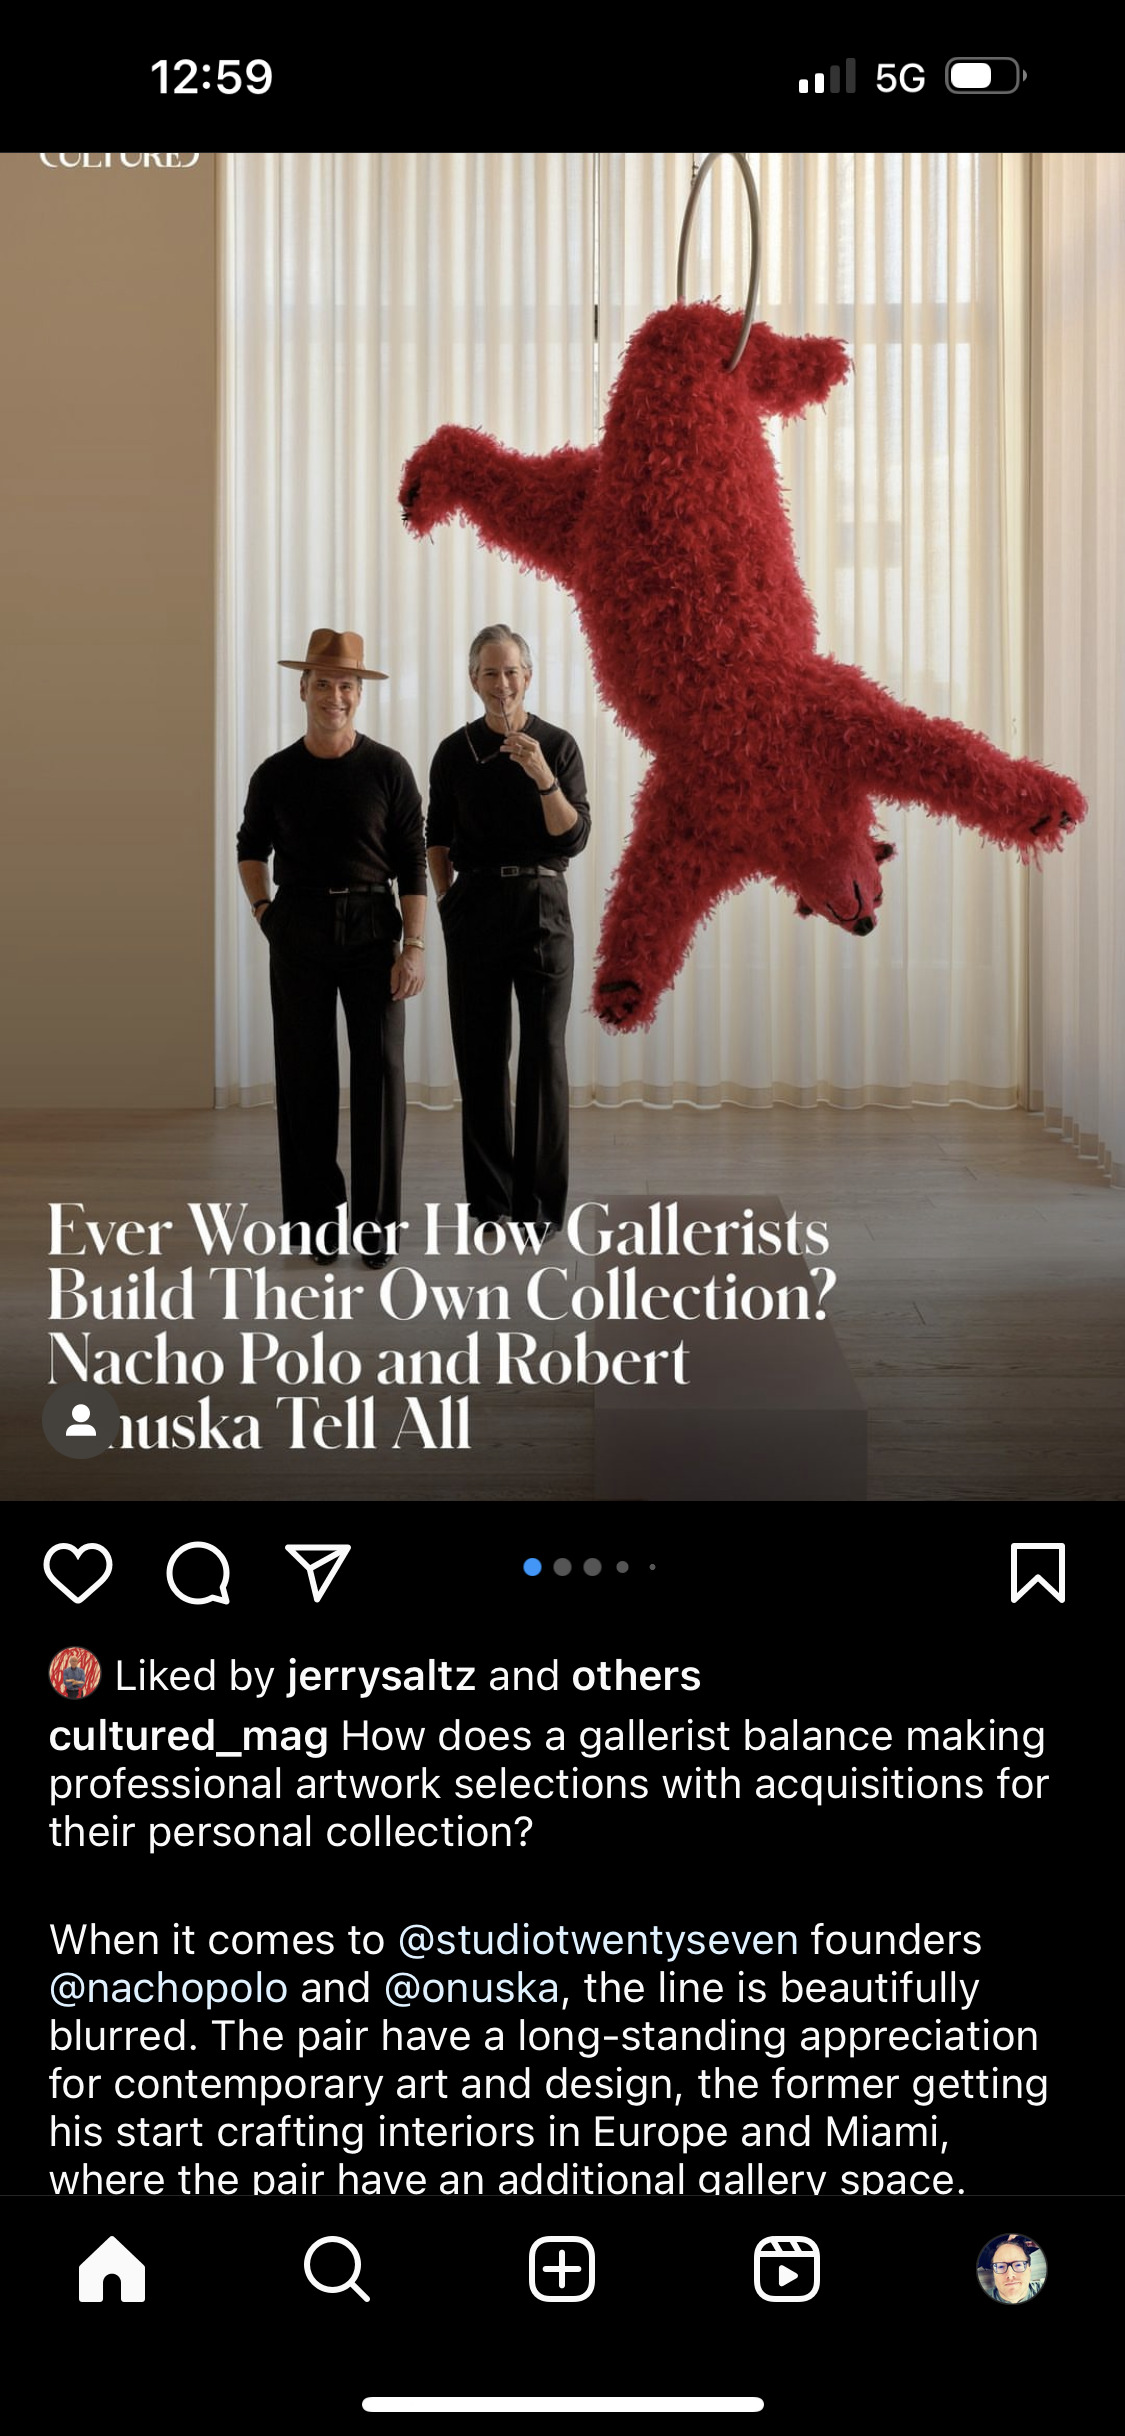 12:59
5G
CULTURED
Ever Wonder How Gallerists
Build Their Own Collection?
Nacho Polo and Robert
nuska Tell All
Liked by jerrysaltz and others
cultured_mag How does a gallerist balance making
professional artwork selections with acquisitions for
their personal collection?
When it comes to @studiotwentyseven founders
@nachopolo and @onuska, the line is beautifully
blurred. The pair have a long-standing appreciation
for contemporary art and design, the former getting
his start crafting interiors in Europe and Miami,
where the pair have an additional gallery space.